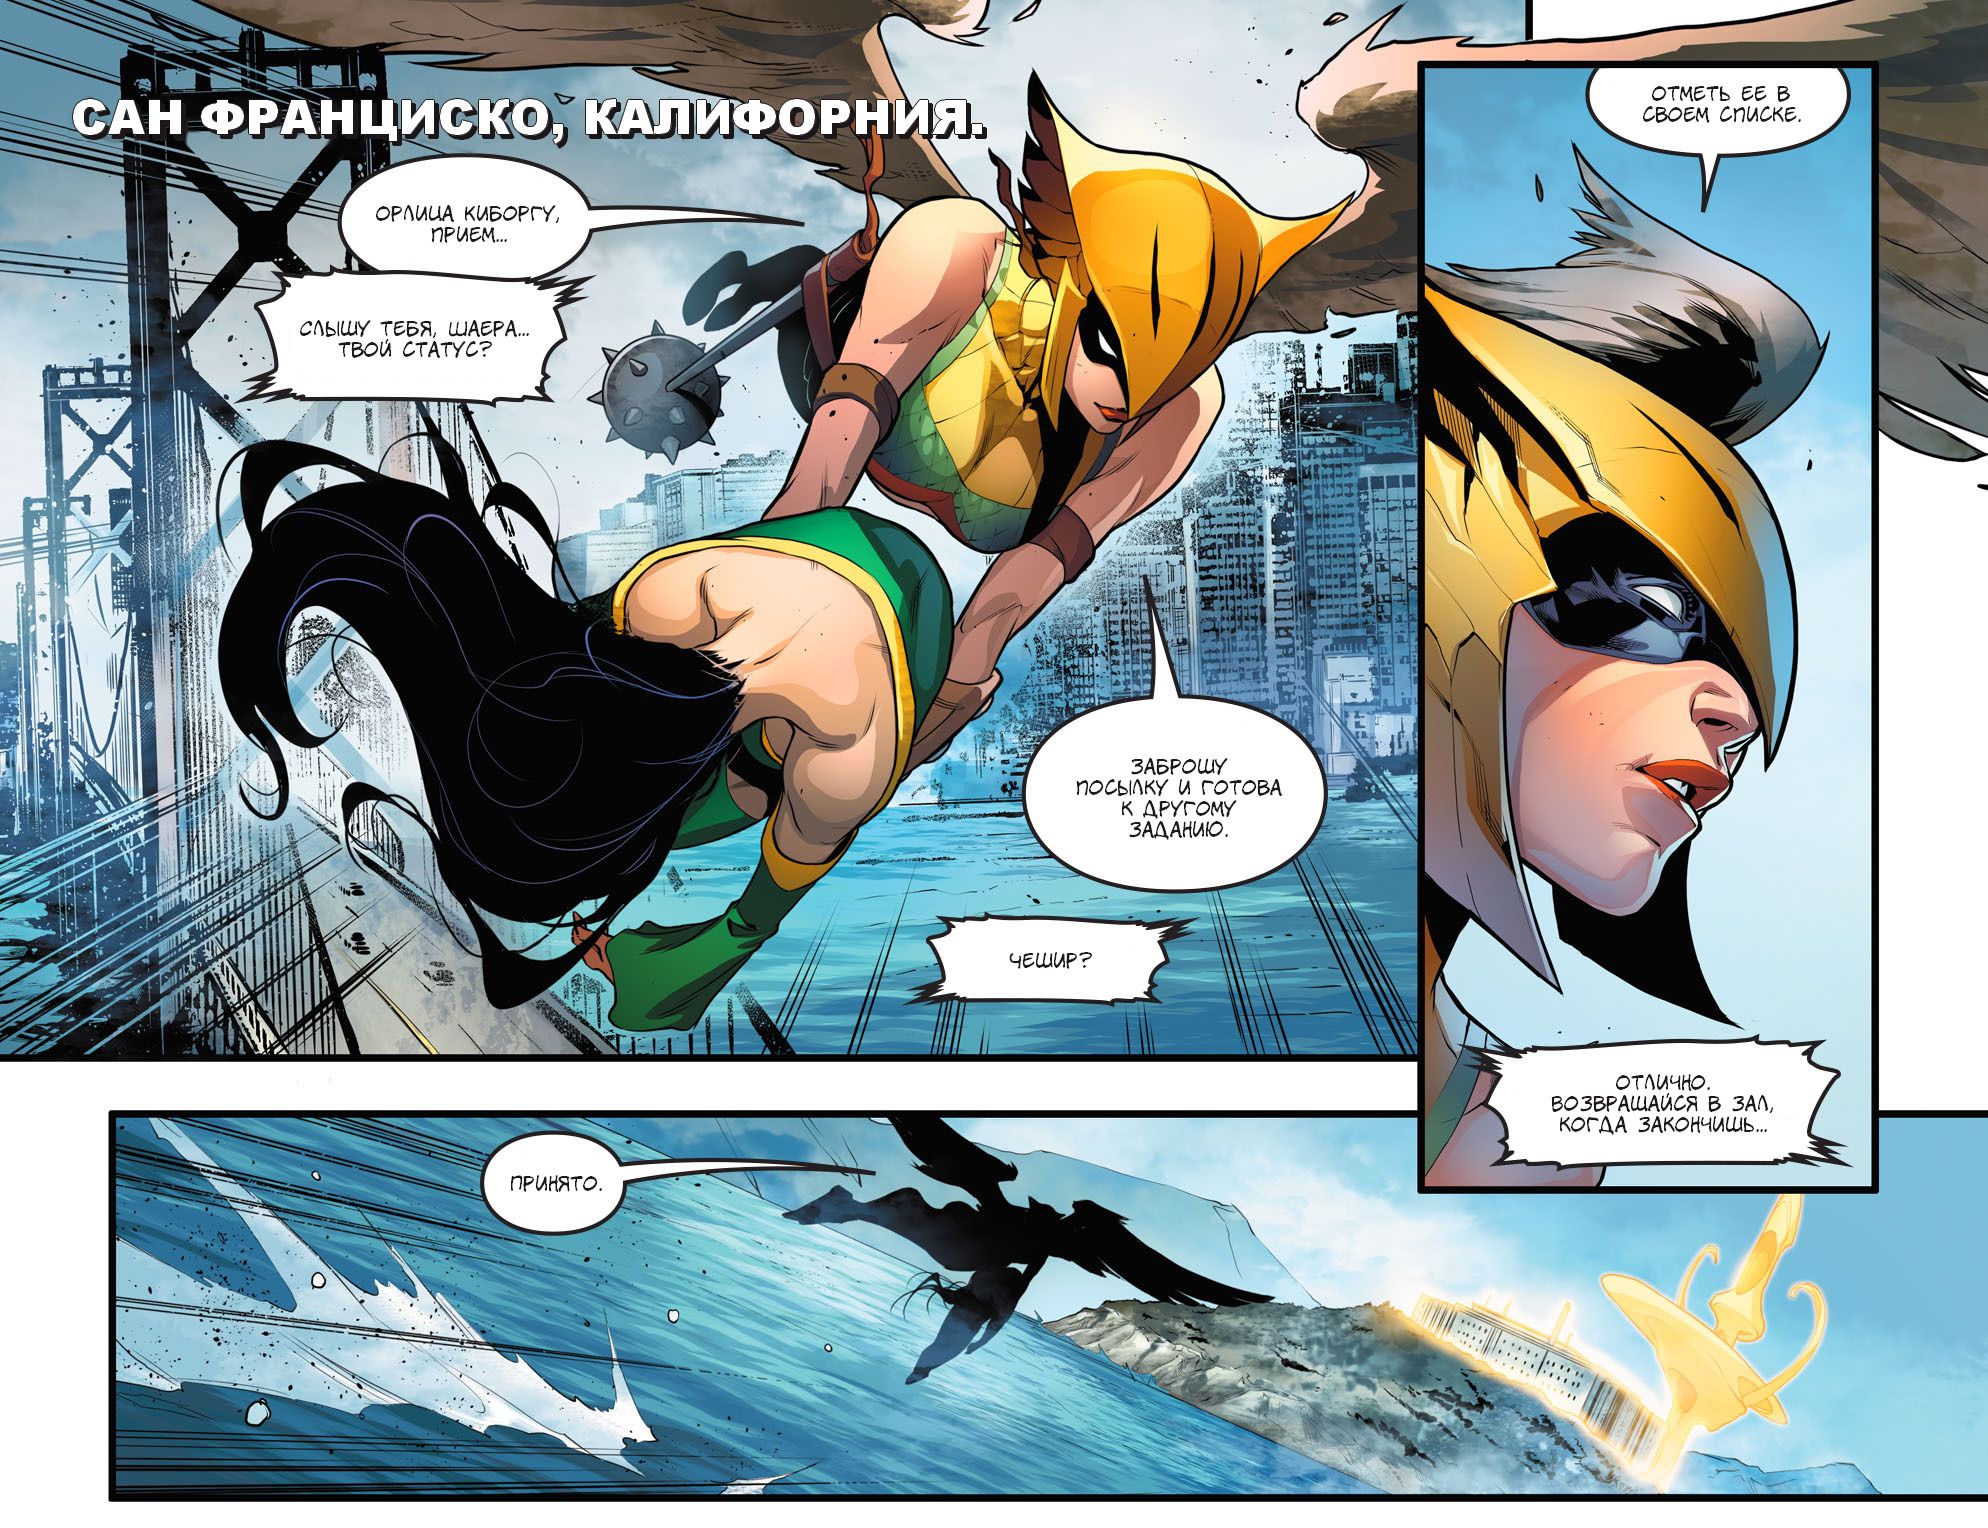 САН ФРАНЦИСКО, КАЛИФОРНИЯ.
ОРЛИЦА КИБОРГУ,
ПРИЕМ...
СЛЫШУ ТЕБЯ, ШАЕРА...
ТВОЙ СТАТУС?
ЗАБРОШУ
ПОСЫЛКУ И ГОТОВА
К ДРУГОМУ
ЗАДАНИЮ.
ЧЕШИР?
ОТМЕТЬ ЕЕ В
СВОЕМ СПИСКЕ.
ОТЛИЧНО.
ВОЗВРАШАЙСЯ В ЗАЛ,
КОГДА ЗАКОНЧИШЬ...
ПРИНЯТО.